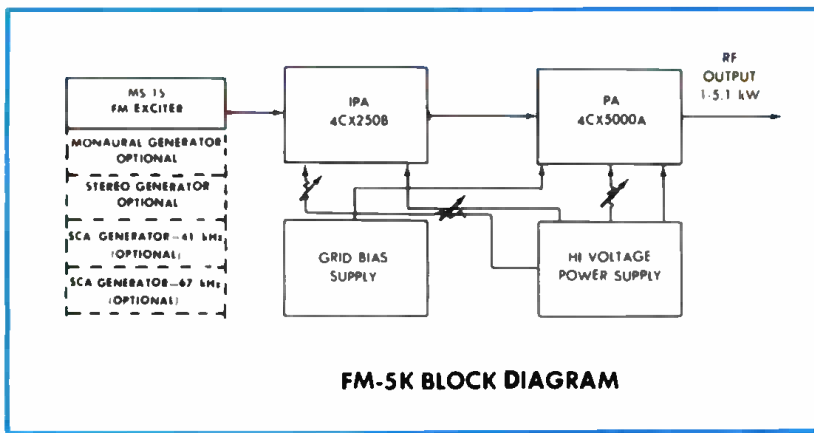 MS 15
FM EXCITER
MONAURAL GENERATOR
OPTIONAL
STEREO GENERATOR
OPTIONAL
SCA GENERATOR—41 kHz
(OPTIONAL)
SCA GENERATOR—67 kHz
(OPTIONAL)
IPA
4CX250B
PA
4CX5000A
RF
OUTPUT
1-5.1 kW
GRID BIAS
SUPPLY
HI VOLTAGE
POWER SUPPLY
FM-5K BLOCK DIAGRAM